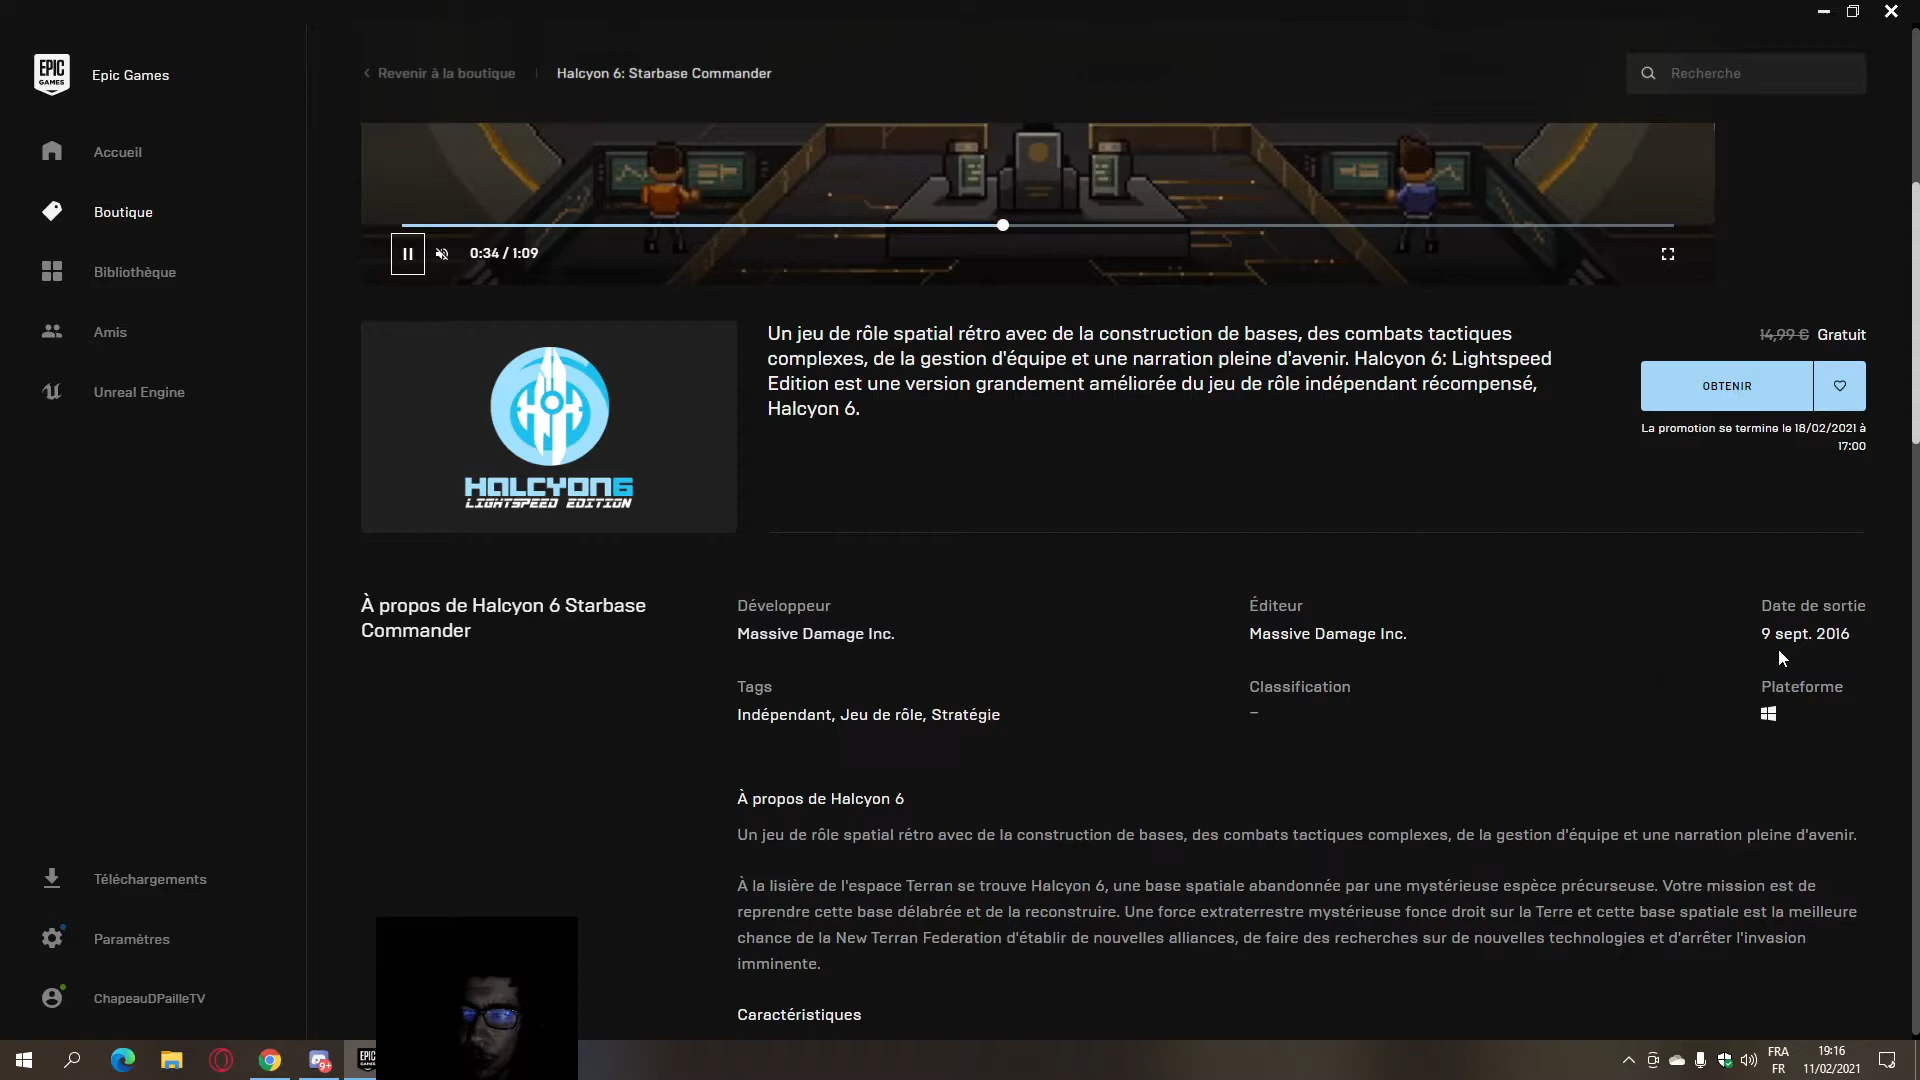 EPIC GAMES
Epic Games
Revenir à la boutique
Halcyon 6: Starbase Commander
Recherche
Accueil
Boutique
Bibliothèque
Amis
Unreal Engine
0:34 / 1:09
HALCYON6
LIGHTSPEED EDITION
Un jeu de rôle spatial rétro avec de la construction de bases, des combats tactiques
complexes, de la gestion d'équipe et une narration pleine d'avenir. Halcyon 6: Lightspeed
Edition est une version grandement améliorée du jeu de rôle indépendant récompensé,
Halcyon 6.
14,99 € Gratuit
OBTENIR
La promotion se termine le 18/02/2021 à
17:00
À propos de Halcyon 6 Starbase
Commander
Développeur
Massive Damage Inc.
Éditeur
Massive Damage Inc.
Date de sortie
9 sept. 2016
Tags
Indépendant, Jeu de rôle, Stratégie
Classification
–
Plateforme
À propos de Halcyon 6
Un jeu de rôle spatial rétro avec de la construction de bases, des combats tactiques complexes, de la gestion d'équipe et une narration pleine d'avenir.
À la lisière de l'espace Terran se trouve Halcyon 6, une base spatiale abandonnée par une mystérieuse espèce précurseuse. Votre mission est de
reprendre cette base délabrée et de la reconstruire. Une force extraterrestre mystérieuse fonce droit sur la Terre et cette base spatiale est la meilleure
chance de la New Terran Federation d'établir de nouvelles alliances, de faire des recherches sur de nouvelles technologies et d'arrêter l'invasion
imminente.
Caractéristiques
Téléchargements
Paramètres
ChapeauDPailleTV
9+
EPIC
GAMES
FRA
FR
19:16
11/02/2021